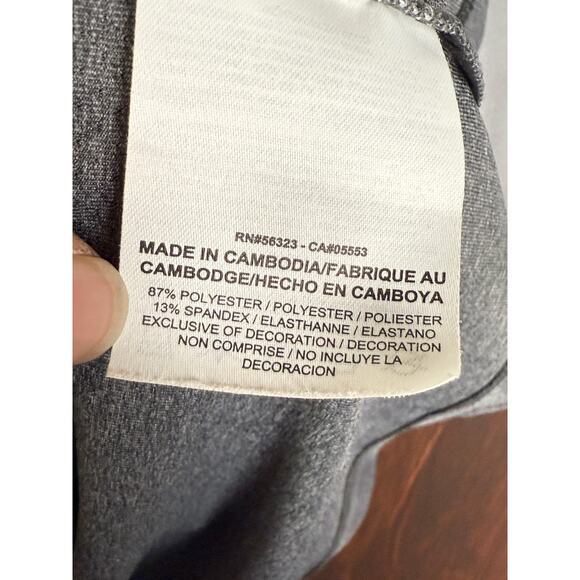 RN#56323 - CA#05553
MADE IN CAMBODIA/FABRIQUE AU
CAMBODGE/HECHO EN CAMBOYA
87% POLYESTER / POLYESTER / POLIESTER
13% SPANDEX / ELASTHANNE / ELASTANO
EXCLUSIVE OF DECORATION / DECORATION
NON COMPRISE / NO INCLUYE LA
DECORACION